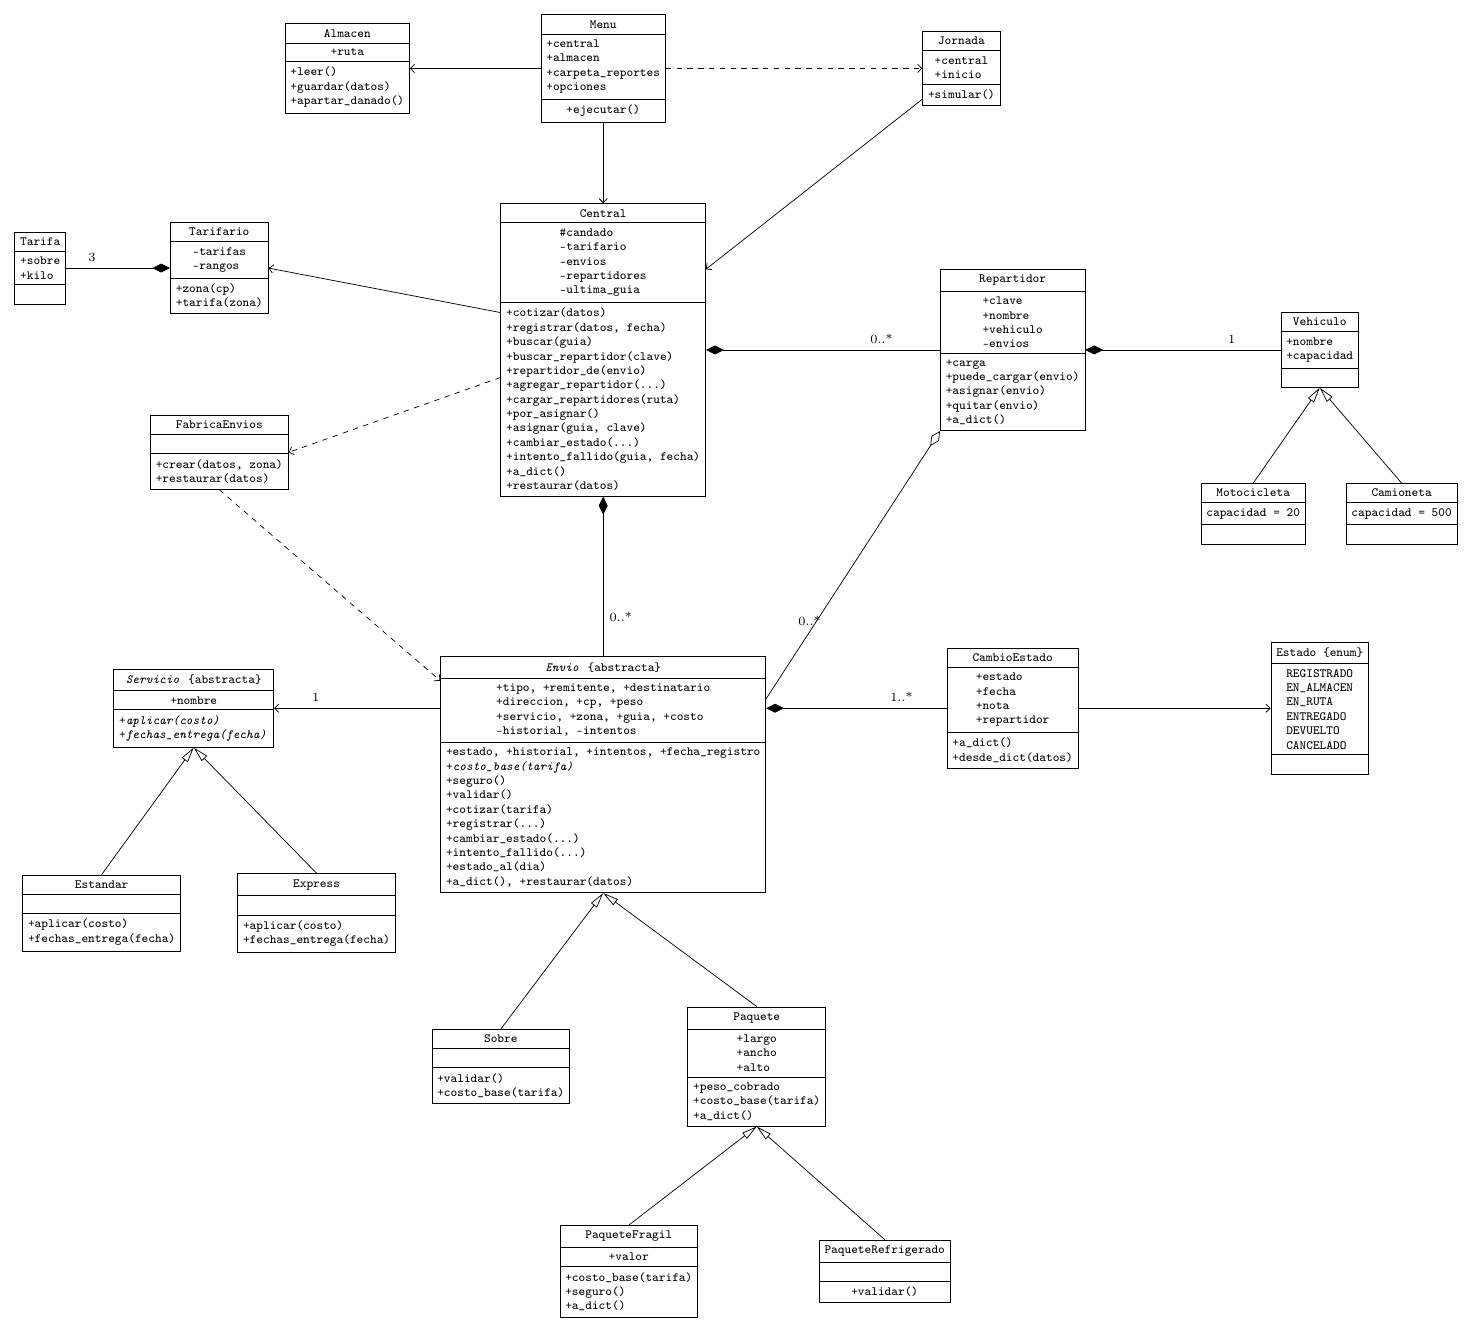 Almacen
+ruta
+leer()
+guardar(datos)
+apartar_danado()
Menu
+central
+almacen
+carpeta_reportes
+opciones
+ejecutar()
Jornada
+central
+inicio
+simular()
Tarifa
+sobre
+kilo
3
Tarifario
-tarifas
-rangos
+zona(cp)
+tarifa(zona)
Central
#candado
-tarifario
-envios
-repartidores
-ultima_guia
+cotizar(datos)
+registrar(datos, fecha)
+buscar(guia)
+buscar_repartidor(clave)
+repartidor_de(envio)
+agregar_repartidor(...)
+cargar_repartidores(ruta)
+por_asignar()
+asignar(guia, clave)
+cambiar_estado(...)
+intento_fallido(guia, fecha)
+a_dict()
+restaurar(datos)
0..*
Repartidor
+clave
+nombre
+vehiculo
-envios
+carga
+puede_cargar(envio)
+asignar(envio)
+quitar(envio)
+a_dict()
1
Vehiculo
+nombre
+capacidad
FabricaEnvios
+crear(datos, zona)
+restaurar(datos)
Motocicleta
capacidad = 20
Camioneta
capacidad = 500
0..*
0..*
Servicio {abstracta}
+nombre
+aplicar(costo)
+fechas_entrega(fecha)
1
Envio {abstracta}
+tipo, +remitente, +destinatario
+direccion, +cp, +peso
+servicio, +zona, +guia, +costo
-historial, -intentos
+estado, +historial, +intentos, +fecha_registro
+costo_base(tarifa)
+seguro()
+validar()
+cotizar(tarifa)
+registrar(...)
+cambiar_estado(...)
+intento_fallido(...)
+estado_al(dia)
+a_dict(), +restaurar(datos)
1..*
CambioEstado
+estado
+fecha
+nota
+repartidor
+a_dict()
+desde_dict(datos)
Estado {enum}
REGISTRADO
EN_ALMACEN
EN_RUTA
ENTREGADO
DEVUELTO
CANCELADO
Estandar
+aplicar(costo)
+fechas_entrega(fecha)
Express
+aplicar(costo)
+fechas_entrega(fecha)
Sobre
+validar()
+costo_base(tarifa)
Paquete
+largo
+ancho
+alto
+peso_cobrado
+costo_base(tarifa)
+a_dict()
PaqueteFragil
+valor
+costo_base(tarifa)
+seguro()
+a_dict()
PaqueteRefrigerado
+validar()